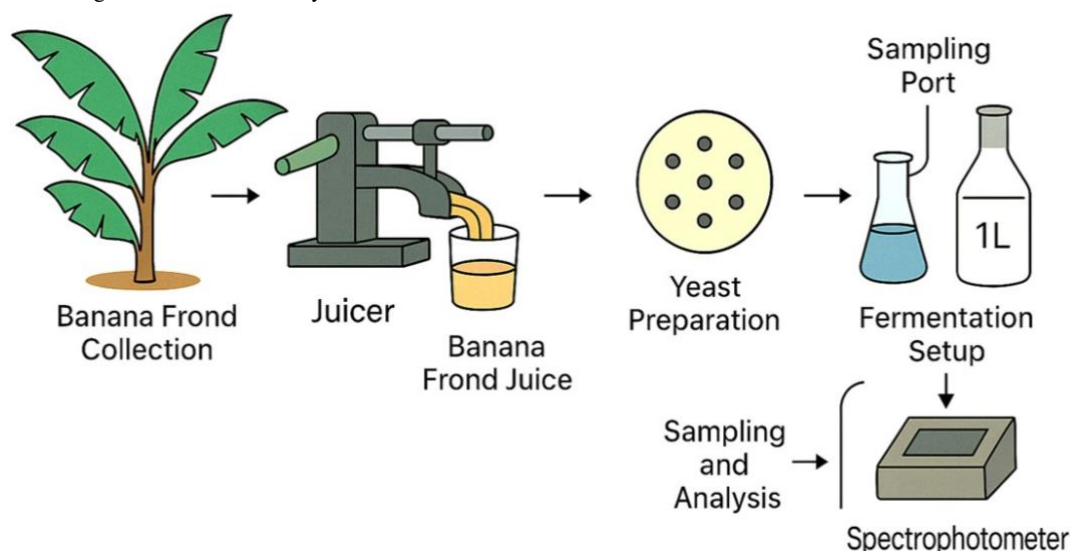 Banana Frond
Collection
Juicer
Banana
Frond Juice
Yeast
Preparation
Sampling
Port
1L
Fermentation
Setup
Sampling
and
Analysis
Spectrophotometer